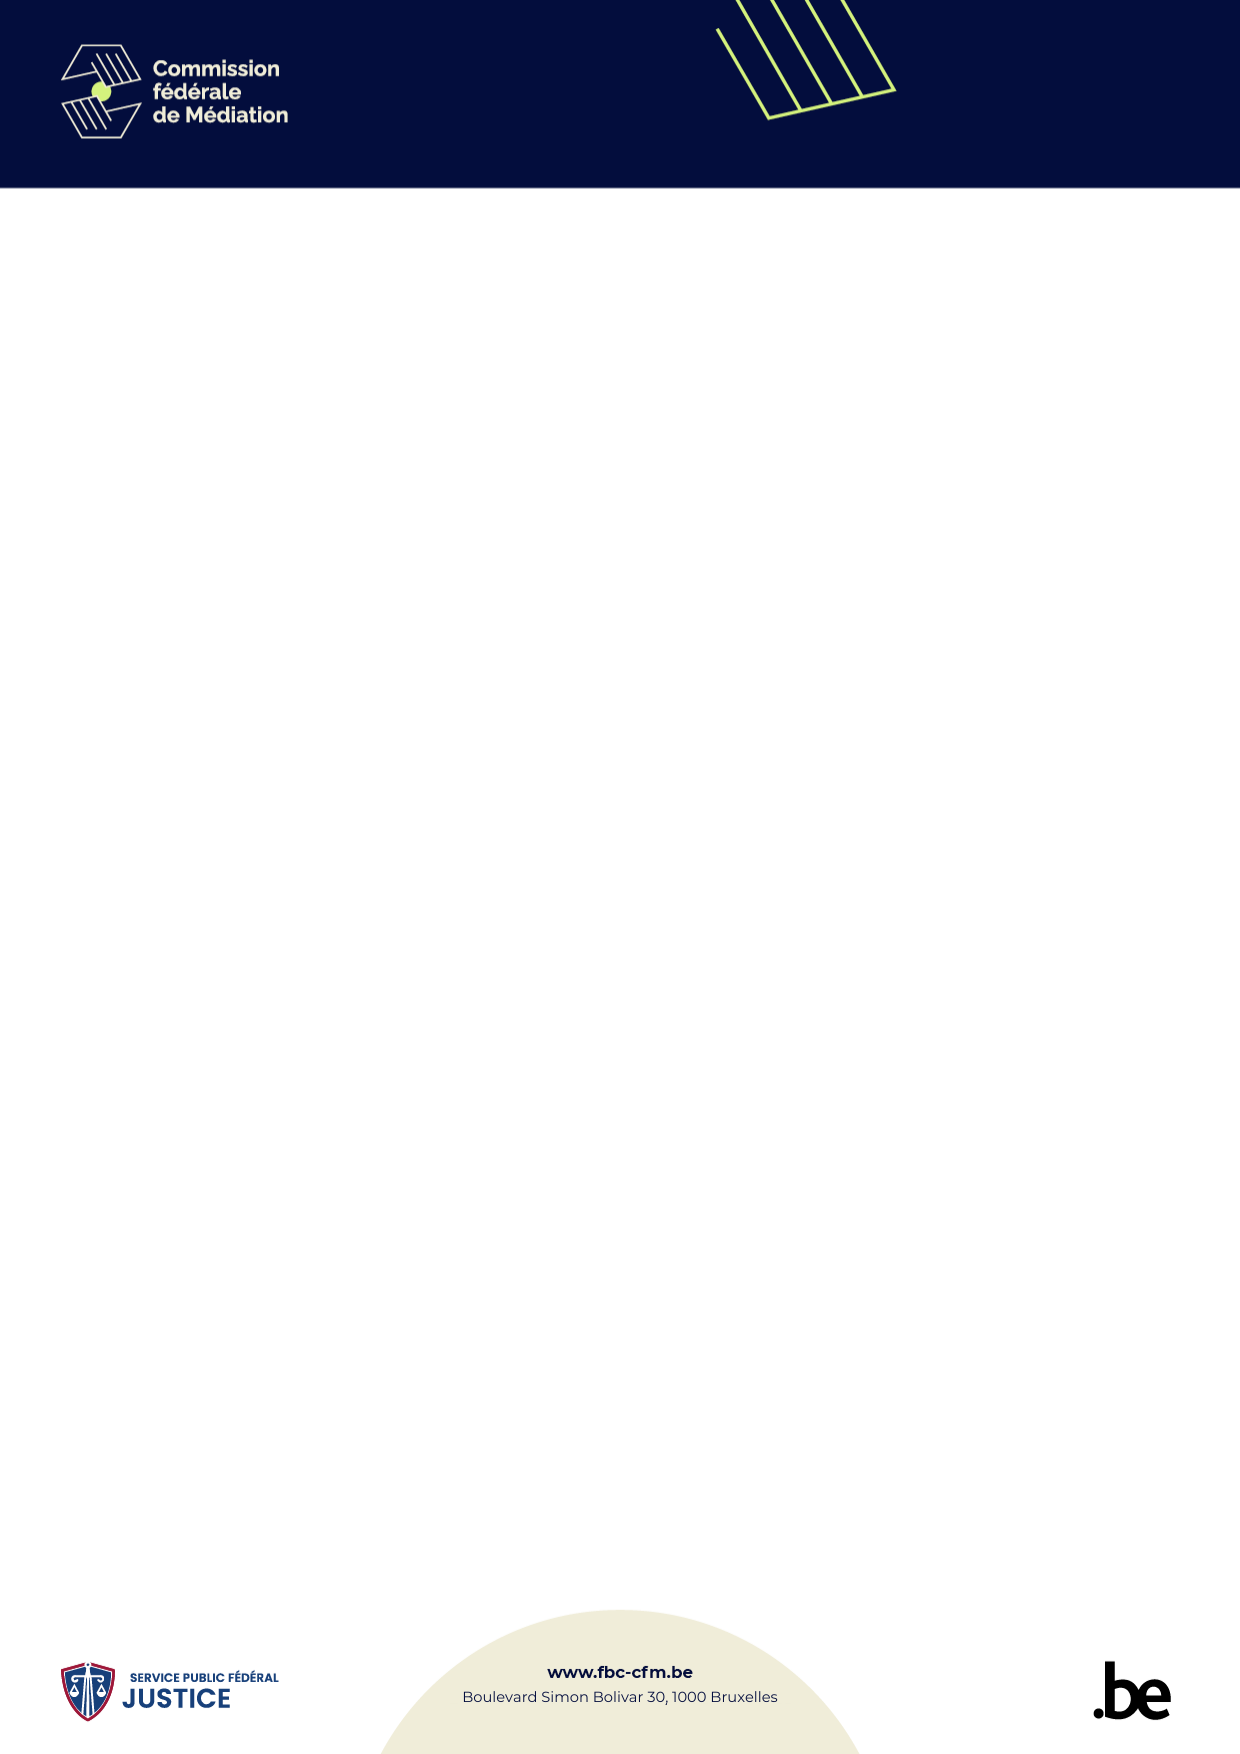 Commission
fédérale
de Médiation
SERVICE PUBLIC FÉDÉRAL
JUSTICE
www.fbc-cfm.be
Boulevard Simon Bolivar 30, 1000 Bruxelles
.be